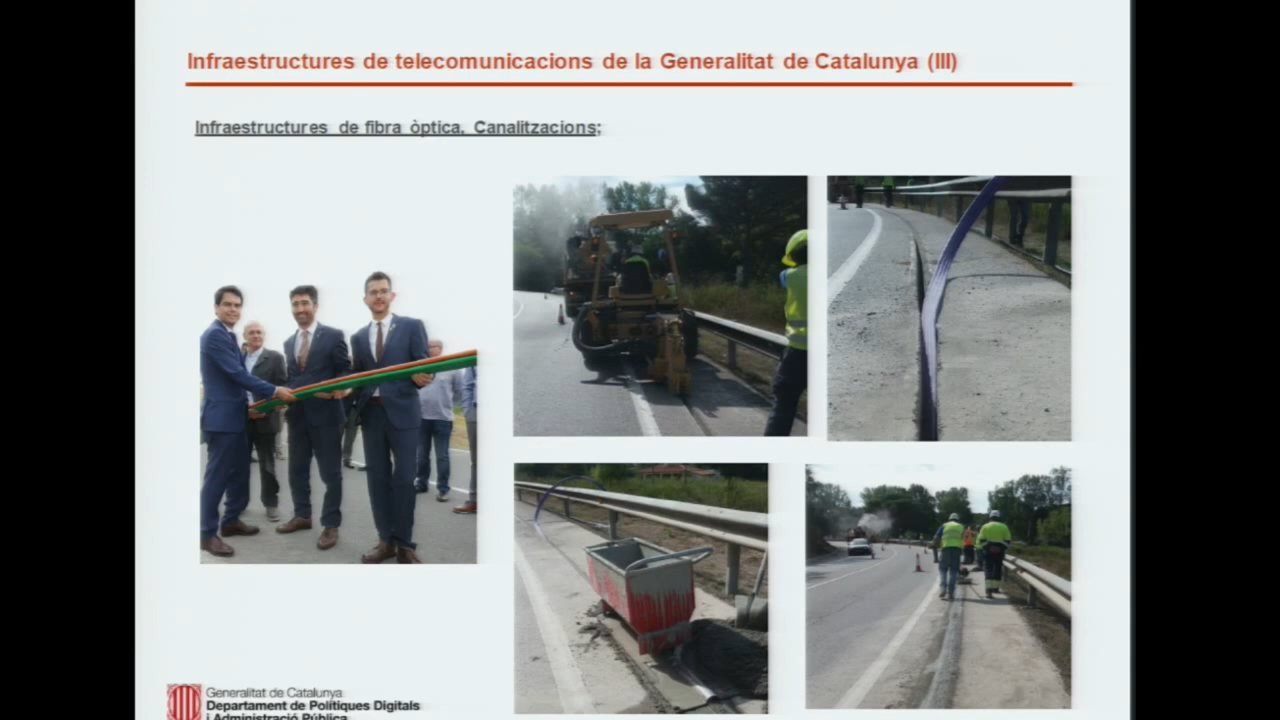 Infraestructures de telecomunicacions de la Generalitat de Catalunya (III)
Infraestructures de fibra òptica. Canalitzacions:
Generalitat de Catalunya
Departament de Polítiques Digitals
i Administració Pública